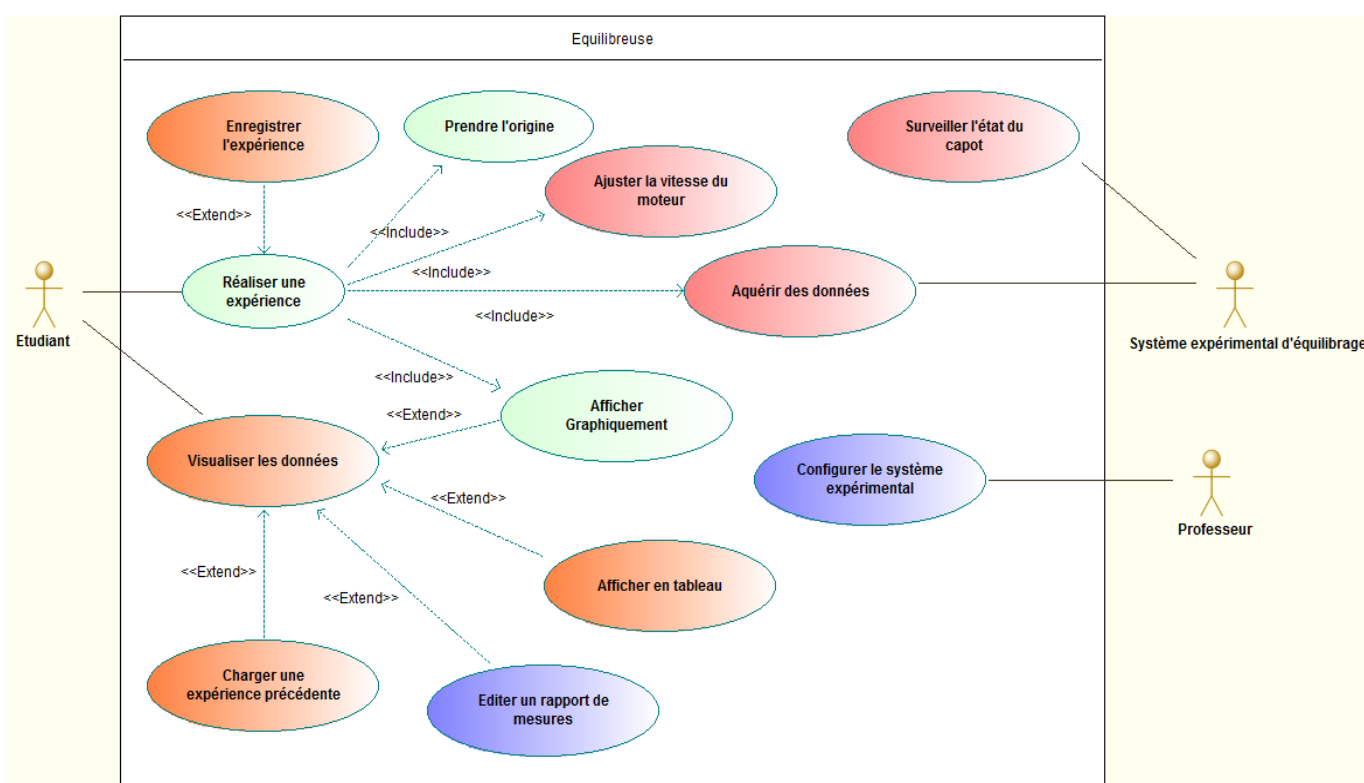 Equilibreuse
Enregistrer
l'expérience
Prendre l'origine
Surveiller l'état du
capot
Ajuster la vitesse du
moteur
<<Extend>>
<<Include>>
<<Include>>
Réaliser une
expérience
Aquérir des données
<<Include>>
Etudiant
Système expérimental d'équilibrage
<<Include>>
Afficher
Graphiquement
<<Extend>>
Visualiser les données
Configurer le système
expérimental
<<Extend>>
Professeur
<<Extend>>
Afficher en tableau
<<Extend>>
Charger une
expérience précédente
Editer un rapport de
mesures